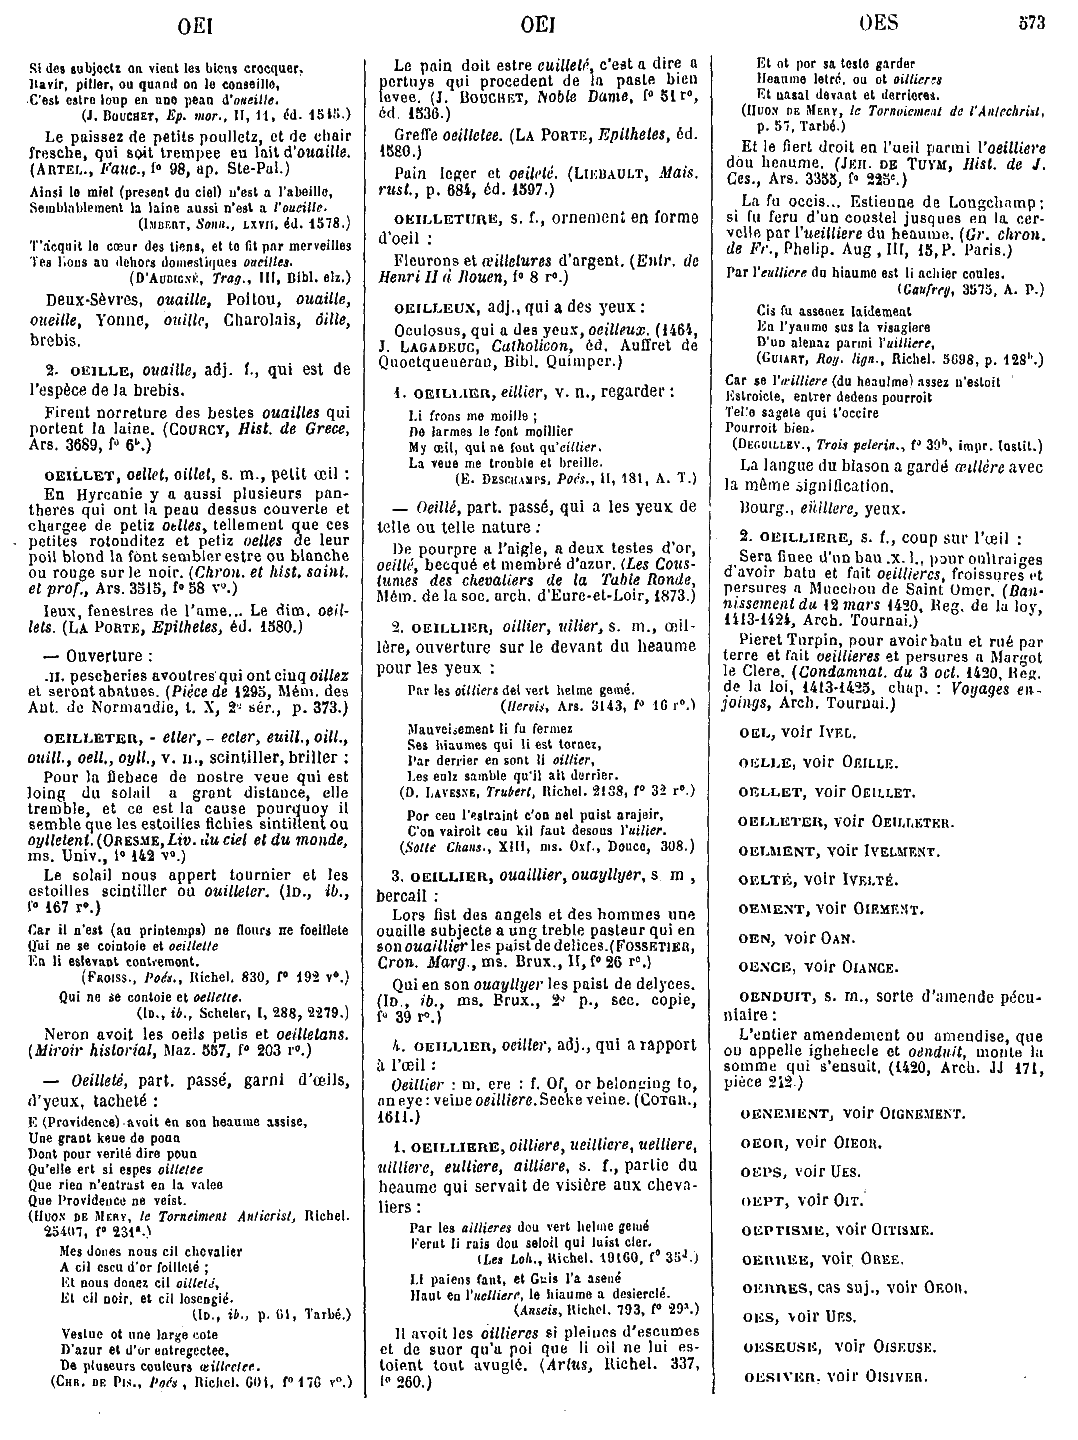 OEI
OEI
OES
573
Si des subjectz on vient les biens crocquer,
Ravir, piller, ou quand on le conseille,
C'est estre loup en une peau d'oueille.
(J. BOUCHET, Ep. mor., II, 11, éd. 1545.)
Le paissez de petits poulletz, et de chair
fresche, qui soit trempee eu lait d'ouaille.
(ARTEL., Fauc., f° 98, ap. Ste-Pal.)
Ainsi le miel (present du ciel) n'est a l'abeille,
Semblablement la laine aussi n'est a l'oueille.
(IMBERT, Sonn., LXVII, éd. 1578.)
T'acquit le cœur des tiens, et te fit par merveilles
Tes lions au dehors domestiques oueilles.
(D'AUBIGNÉ, Trag., III, Bibl. elz.)
Deux-Sèvres, ouaille, Poitou, ouaille,
oueille, Yonne, ouille, Charolais, ôille,
brebis.
2. OEILLE, ouaille, adj. f., qui est de
l'espèce de la brebis.
Firent norreture des bestes ouailles qui
portent la laine. (COURCY, Hist. de Grece,
Ars. 3689, f° 6b.)
OEILLET, oellet, oillet, s. m., petit œil :
En Hyrcanie y a aussi plusieurs pan-
theres qui ont la peau dessus couverte et
chargee de petiz oelles, tellement que ces
petites rotouditez et petiz oelles de leur
poil blond la font sembler estre ou blanche
ou rouge sur le noir. (Chron. et hist. saint.
et prof., Ars. 3515, f° 58 v°.)
Ieux, fenestres de l'ame... Le dim. oeil-
lets. (LA PORTE, Epithetes, éd. 1580.)
— Ouverture :
.II. pescheries avoutres qui ont cinq oillez
et seront abatues. (Pièce de 1295, Mém. des
Ant. de Normandie, t. X, 2e sér., p. 373.)
OEILLETER, - eller, - ecter, euill., oill.,
ouill., oell., oyll., v. n., scintiller, briller :
Pour la flebece de nostre veue qui est
loing du solail a grant distance, elle
tremble, et ce est la cause pourquoy il
semble que les estoilles fichies sintillent ou
oylletent. (ORESME, Liv. du ciel et du monde,
ms. Univ., f° 142 v°.)
Le solail nous appert tournier et les
estoilles scintiller ou ouilleter. (ID., ib.,
f° 167 r°.)
Car il n'est (au printemps) ne flours ne foeillete
Qui ne se cointoie et oeillette
En li eslevant contremont.
(FROISS., Poés., Richel. 830, f° 192 v°.)
Qui ne se contoie et oellette.
(ID., ib., Scheler, I, 288, 2279.)
Neron avoit les oeils petis et oeilletans.
(Miroir historial, Maz. 557, f° 203 r°.)
— Oeilleté, part. passé, garni d'œils,
d'yeux, tacheté :
E (Providence) avoit en son heaume assise,
Une grant keue de poon
Dont pour verité dire poun
Qu'elle ert si espes oilletee
Que rien n'entrast en la valee
Que Providence ne veist.
(HUON DE MERY, le Torneiment Anticrist, Richel.
25407, f° 231a.)
Mes dones nous cil chevalier
A cil escu d'or foilleté ;
Et nous donez cil oilleté,
Et cil noir, et cil losengié.
(ID., ib., p. 61, Tarbé.)
Vestue ot une large cote
D'azur et d'or entregectee,
De pluseurs couleurs œillectee.
(CHR. DE PIS., Poés, Richel. 604, f° 176 v°.)
Le pain doit estre euilleté, c'est a dire a
pertuys qui procedent de la paste bien
levee. (J. BOUCHET, Noble Dame, f° 51 r°,
éd. 1536.)
Greffe oeilletee. (LA PORTE, Epithetes, éd.
1580.)
Pain leger et oeileté. (LIEBAULT, Mais.
rust., p. 684, éd. 1597.)
OEILLETURE, s. f., ornement en forme
d'oeil :
Fleurons et œilletures d'argent. (Entr. de
Henri II à Rouen, f° 8 r°.)
OEILLEUX, adj., qui a des yeux :
Oculosus, qui a des yeux, oeilleux. (1464,
J. LAGADEUC, Catholicon, éd. Auffret de
Quoetqueueran, Bibl. Quimper.)
1. OEILLIER, eillier, v. n., regarder :
Li frons me moille ;
De larmes le font moillier
My œil, qui ne font qu'eillier.
La veue me trouble et breille.
(E. DESCHAMPS, Poés., II, 181, A. T.)
— Oeillé, part. passé, qui a les yeux de
telle ou telle nature :
De pourpre a l'aigle, a deux testes d'or,
oeillé, becqué et membré d'azur. (Les Cous-
tumes des chevaliers de la Table Ronde,
Mém. de la soc. arch. d'Eure-et-Loir, 1873.)
2. OEILLIER, oillier, uilier, s. m., œil-
lère, ouverture sur le devant du heaume
pour les yeux :
Par les oilliers del vert helme gemé.
(Hervis, Ars. 3143, f° 16 r°.)
Mauveisement li fu fermez
Ses hiaumes qui li est tornez,
Par derrier en sont li oillier,
Les eulz samble qu'il ait derrier.
(D. LAVESNE, Trubert, Richel. 2188, f° 32 r°.)
Por ceu l'estraint c'on nel puist arajeir,
C'on vairoit ceu kil faut desous l'uilier.
(Sotte Chans., XIII, ms. Oxf., Douce, 308.)
3. OEILLIER, ouaillier, ouayllyer, s m ,
bercail :
Lors fist des angels et des hommes une
ouaille subjecte a ung treble pasteur qui en
son ouaillier les paist de delices. (FOSSETIER,
Cron. Marg., ms. Brux., II, f° 26 r°.)
Qui en son ouayllyer les paist de delyces.
(ID., ib., ms. Brux., 2e p., sec. copie,
f° 39 r°.)
4. OEILLIER, oeiller, adj., qui a rapport
à l'œil :
Oeillier : m. ere : f. Of, or belonging to,
an eye : veine oeilliere. Seeke veine. (COTGR.,
1611.)
1. OEILLIERE, oilliere, ueilliere, uelliere,
uilliere, eulliere, ailliere, s. f., partie du
heaume qui servait de visière aux cheva-
liers :
Par les aillieres dou vert helme gemé
Ferut li rais dou seloil qui luist cler.
(Les Loh., Richel. 19160, f° 35d.)
Li paiens faut, et Guis l'a asené
Haut en l'uelliere, le hiaume a desierclé.
(Anseis, Richel. 793, f° 29a.)
Il avoit les oillieres si pleines d'escumes
et de suor qu'a poi que li oil ne lui es-
toient tout avuglé. (Artus, Richel. 337,
f° 260.)
Et ot por sa teste garder
Heaume letré, ou ot oillieres
Et nasal devant et derrieres.
(HUON DE MERY, le Tornoiement de l'Antechrist,
p. 57, Tarbé.)
Et le fiert droit en l'ueil parmi l'oeilliere
dou heaume. (JEH. DE TUYM, Hist. de J.
Ces., Ars. 3355, f° 225c.)
La fu occis... Estienne de Longchamp ;
si fu feru d'un coustel jusques en la cer-
velle par l'ueilliere du heaume. (Gr. chron.
de Fr., Phelip. Aug, III, 15, P. Paris.)
Par l'eulliere du hiaume est li achier coules.
(Gaufrey, 3575, A. P.)
Cis fu assenez laidement
En l'yaume sus la visagiere
D'un alenaz parmi l'uilliere,
(GUIART, Roy. lign., Richel. 5698, p. 128b.)
Car se l'œilliere (du heaulme) assez n'estoit
Estroicte, entrer dedens pourroit
Telle sagete qui t'occire
Pourroit bien.
(DEGUILLEV., Trois pelerin., f° 39b, impr. Instit.)
La langue du blason a gardé œillère avec
la même signification.
Bourg., eüillere, yeux.
2. OEILLIERE, s. f., coup sur l'œil :
Sera finee d'un ban .x. l., pour oultraiges
d'avoir batu et fait oeillieres, froissures et
persures a Mucchon de Saint Omer. (Ban-
nissement du 12 mars 1420, Reg. de la loy,
1413-1424, Arch. Tournai.)
Pieret Turpin, pour avoir batu et rué par
terre et fait oeillieres et persures a Margot
le Clerc. (Condamnat. du 3 oct. 1420, Reg.
de la loi, 1413-1425, chap. : Voyages en-
joings, Arch. Tournai.)
OEL, voir IVEL.
OELLE, voir OEILLE.
OELLET, voir OEILLET.
OELLETER, voir OEILLETER.
OELMENT, voir IVELMENT.
OELTÉ, voir IVELTÉ.
OEMENT, voir OIEMENT.
OEN, voir OAN.
OENCE, voir OIANCE.
OENDUIT, s. m., sorte d'amende pécu-
niaire :
L'entier amendement ou amendise, que
ou appelle ighehecle et oenduit, monte la
somme qui s'ensuit. (1420, Arch. JJ 171,
pièce 212.)
OENEMENT, voir OIGNEMENT.
OEOR, voir OIEOR.
OEPS, voir UES.
OEPT, voir OIT.
OEPTISME, voir OITISME.
OERREE, voir OREE.
OERRES, cas suj., voir OEOR.
OES, voir UES.
OESEUSE, voir OISEUSE.
OESIVER, voir OISIVER.